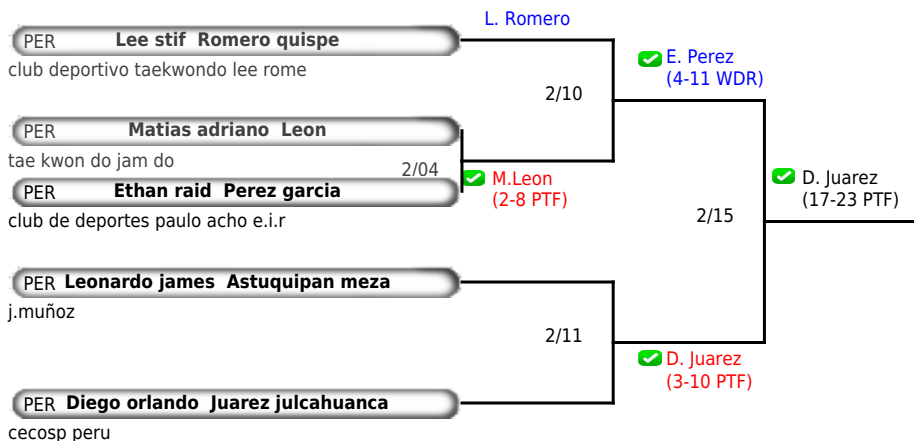 L. Romero
PER Lee stif Romero quispe
club deportivo taekwondo lee rome
E. Perez
(4-11 WDR)
2/10
PER Matias adriano Leon
tae kwon do jam do
2/04
M.Leon
(2-8 PTF)
PER Ethan raid Perez garcia
club de deportes paulo acho e.i.r
D. Juarez
(17-23 PTF)
2/15
PER Leonardo james Astuquipan meza
j.muñoz
2/11
D. Juarez
(3-10 PTF)
PER Diego orlando Juarez julcahuanca
cecosp peru